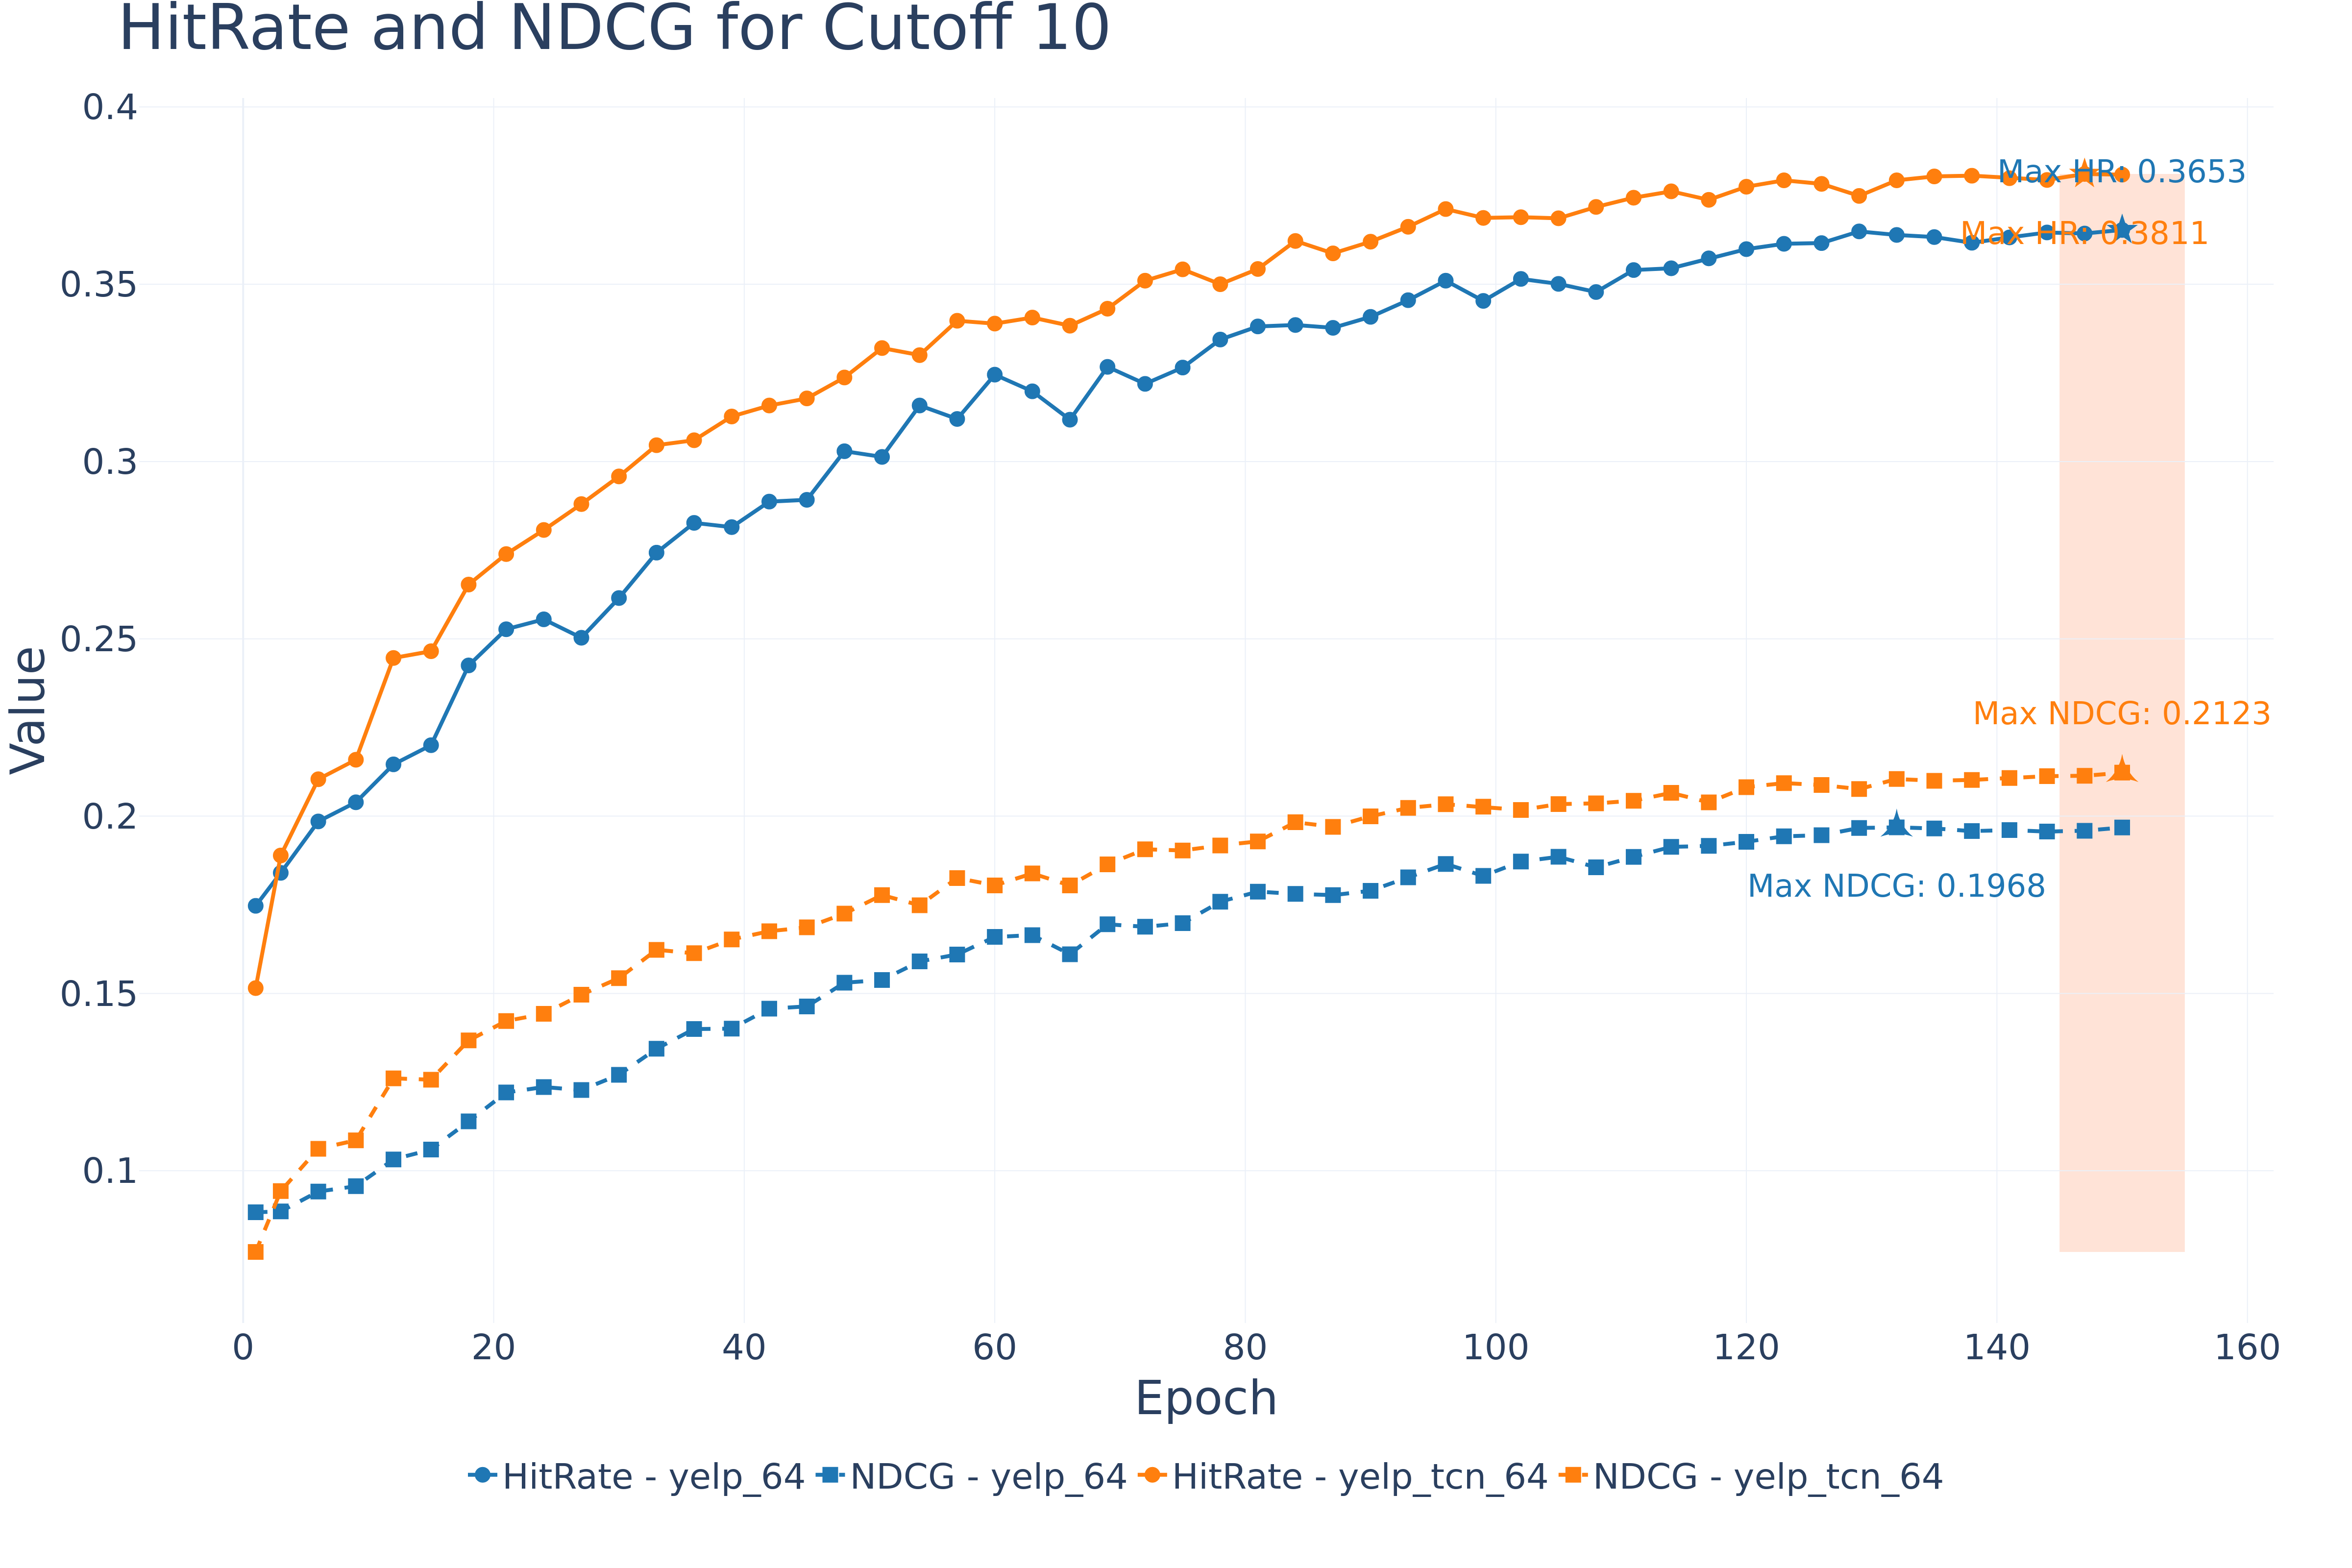 HitRate and NDCG for Cutoff 10
0.4
0.35
0.3
0.25
0.2
0.15
0.1
Value
Max HR: 0.3653
Max HR: 0.3811
Max NDCG: 0.2123
Max NDCG: 0.1968
0 20 40 60 80 100 120 140 160
Epoch
HitRate - yelp_64 NDCG - yelp_64 HitRate - yelp_tcn_64 NDCG - yelp_tcn_64